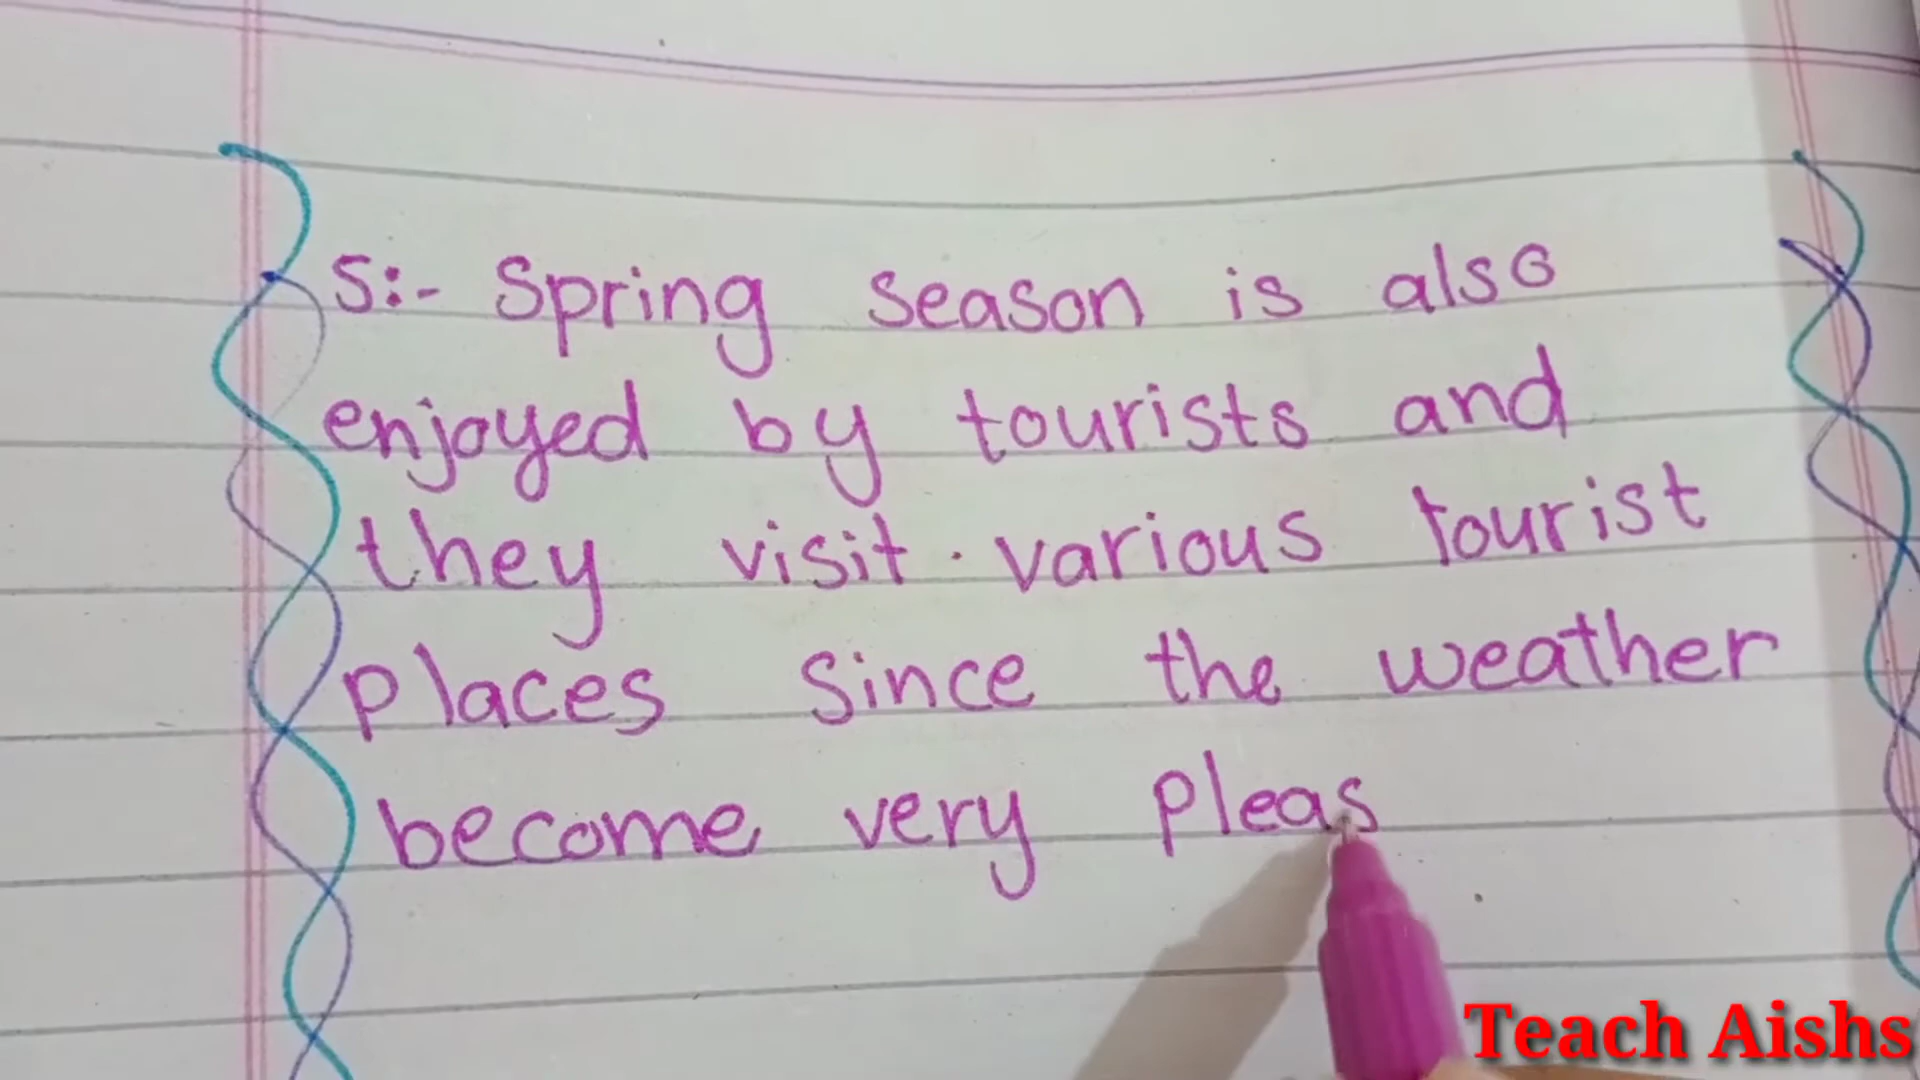 5:- Spring season is also
enjoyed by tourists and
they visit. various tourist
places since the weather
become very pleas
Teach Aishs